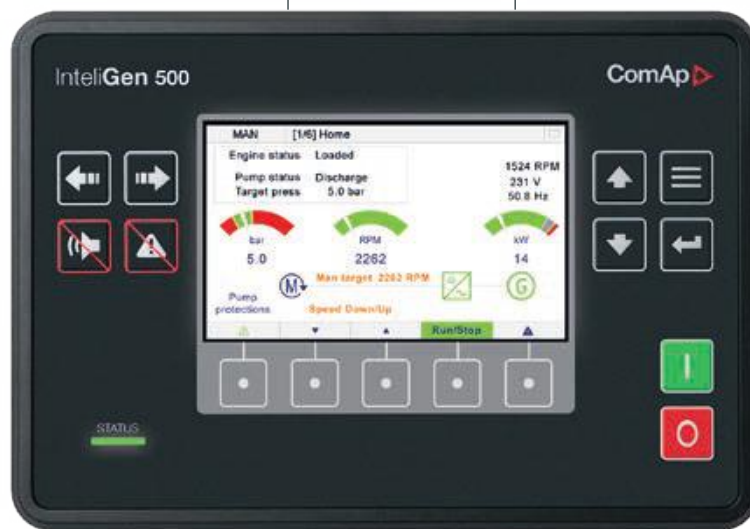 InteliGen 500
ComAp
MAN [1/6] Home
Engine status Loaded
Pump status Discharge
Target press 5.0 bar
1524 RPM
231 V
50.8 Hz
bar RPM kW
5.0 2262 14
M
Man target 2262 RPM
G
Pump
protections
Speed Down/Up
Run/Stop
STATUS
I
O